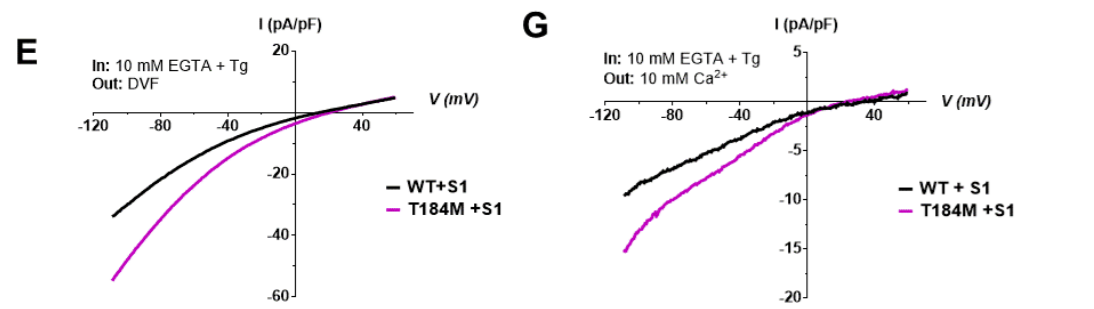 E
I (pA/pF)
In: 10 mM EGTA + Tg
Out: DVF
V (mV)
20
-20
-40
-60
-120
-80
-40
40
WT+S1
T184M +S1
G
I (pA/pF)
In: 10 mM EGTA + Tg
Out: 10 mM Ca²⁺
V (mV)
5
-5
-10
-15
-20
-120
-80
-40
0
40
WT + S1
T184M +S1